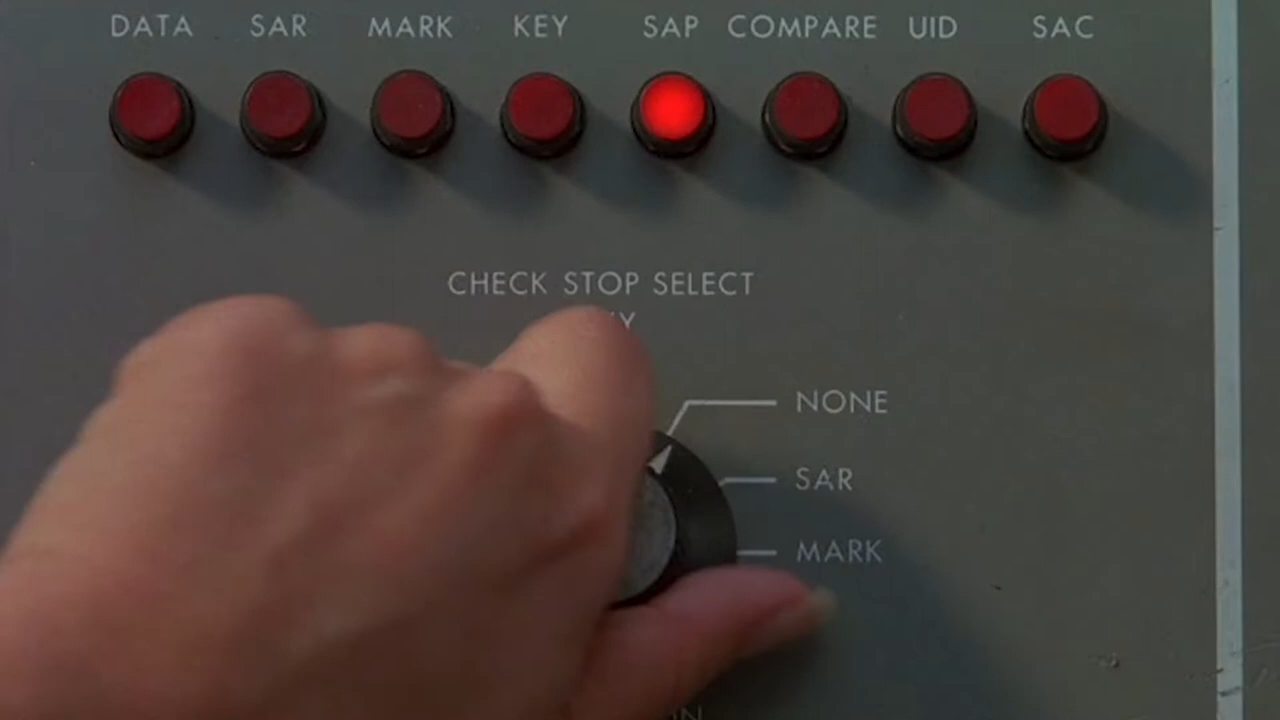 DATA SAR MARK KEY SAP COMPARE UID SAC
CHECK STOP SELECT
NONE
SAR
MARK